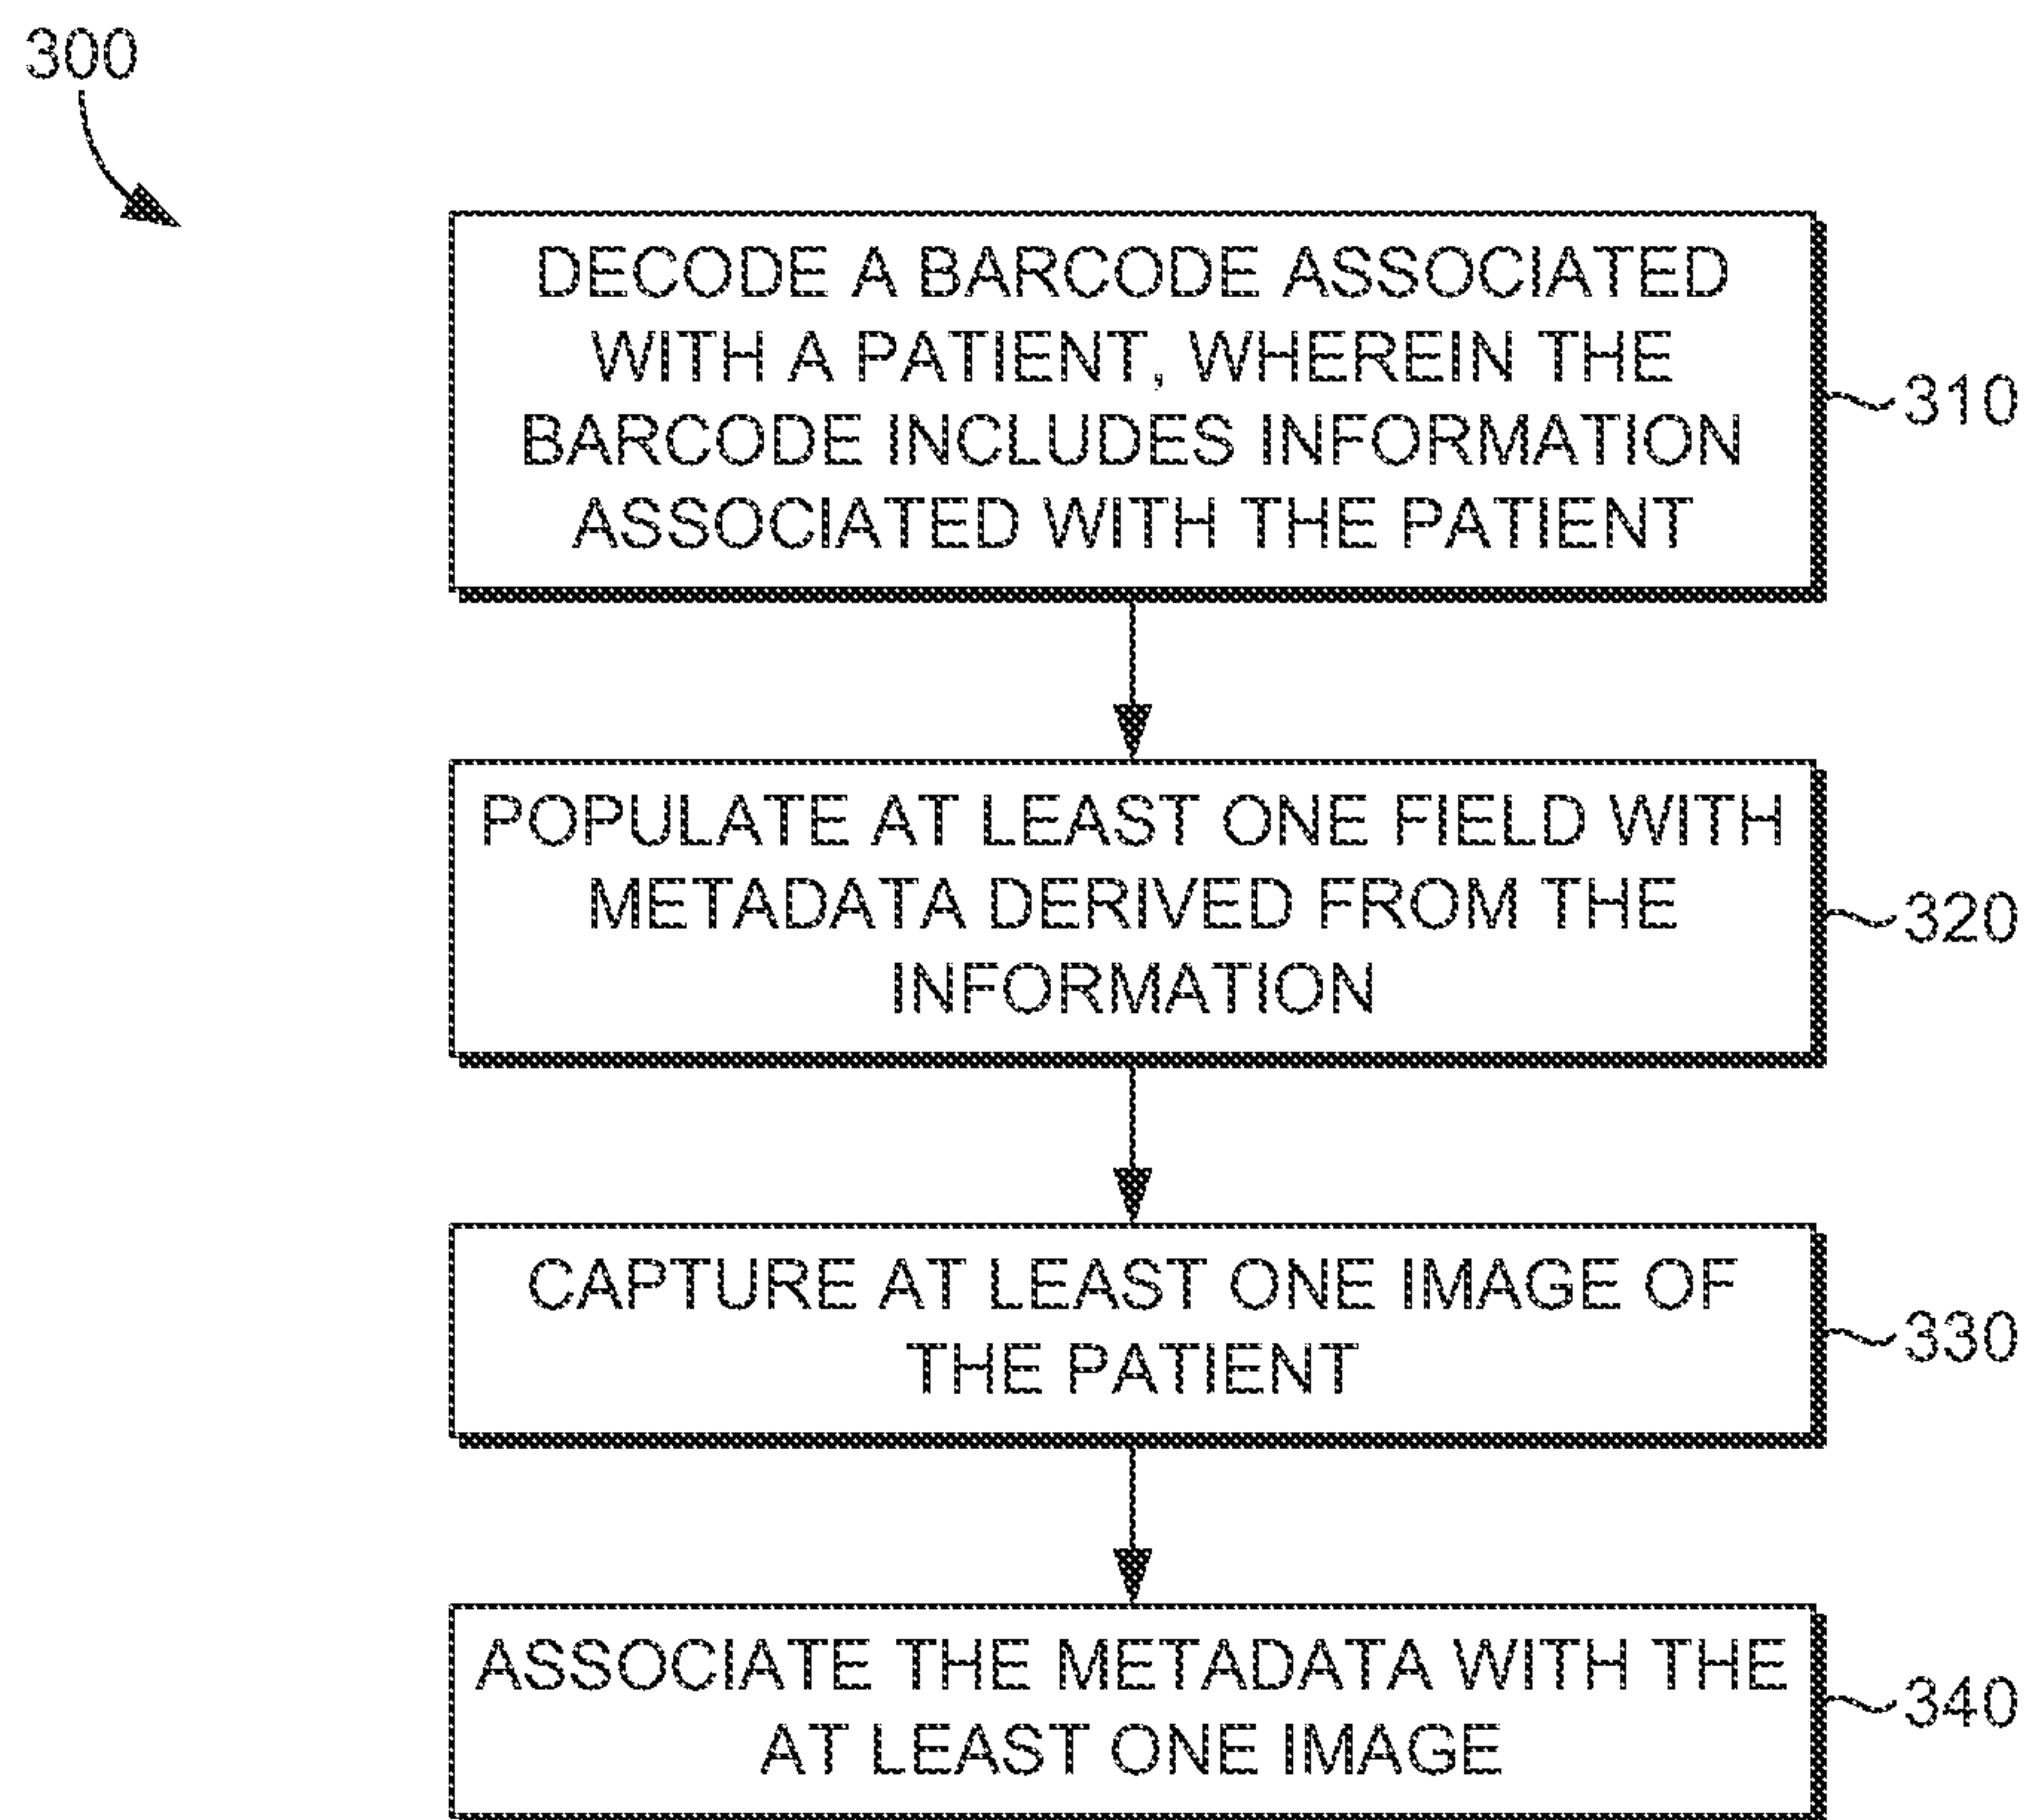 300
DECODE A BARCODE ASSOCIATED
WITH A PATIENT, WHEREIN THE
BARCODE INCLUDES INFORMATION
ASSOCIATED WITH THE PATIENT
310
POPULATE AT LEAST ONE FIELD WITH
METADATA DERIVED FROM THE
INFORMATION
320
CAPTURE AT LEAST ONE IMAGE OF
THE PATIENT
330
ASSOCIATE THE METADATA WITH THE
AT LEAST ONE IMAGE
340